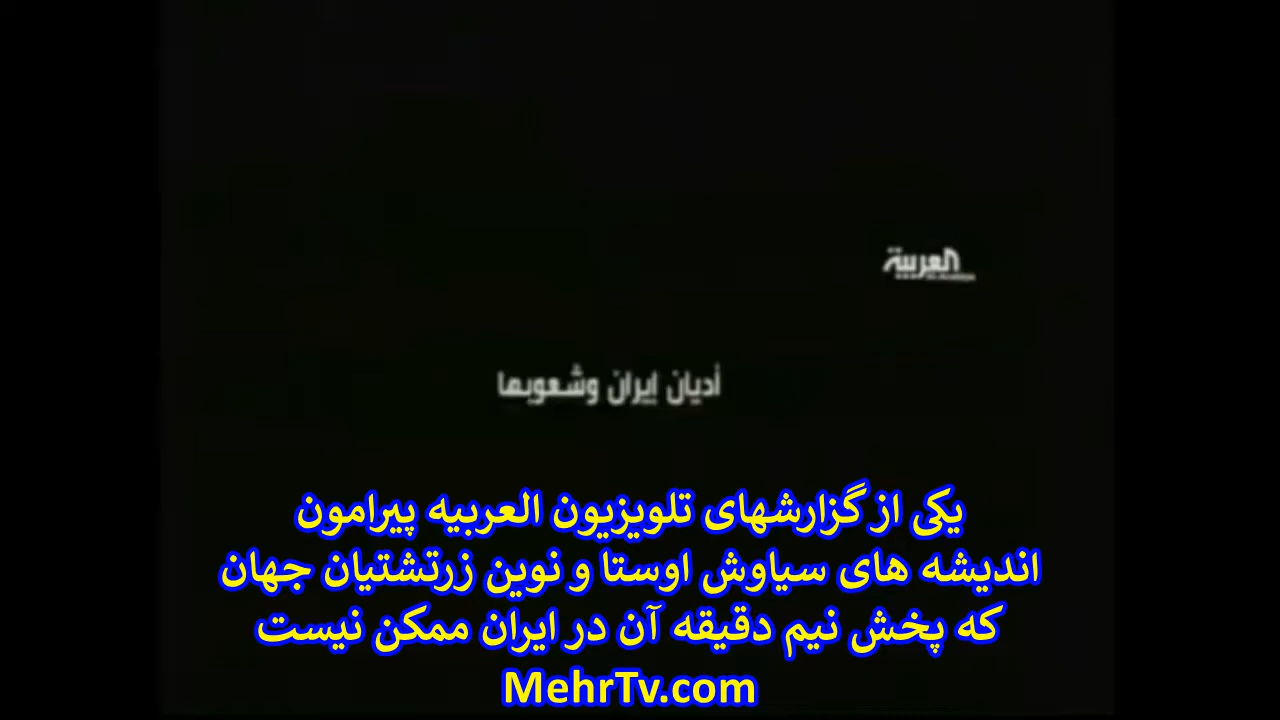 العربية
أديان إيران وشعوبها
یکی از گزارشهای تلویزیون العربیه پیرامون
اندیشه های سیاوش اوستا و نوین زرتشتیان جهان
که پخش نیم دقیقه آن در ایران ممکن نیست
MehrTv.com